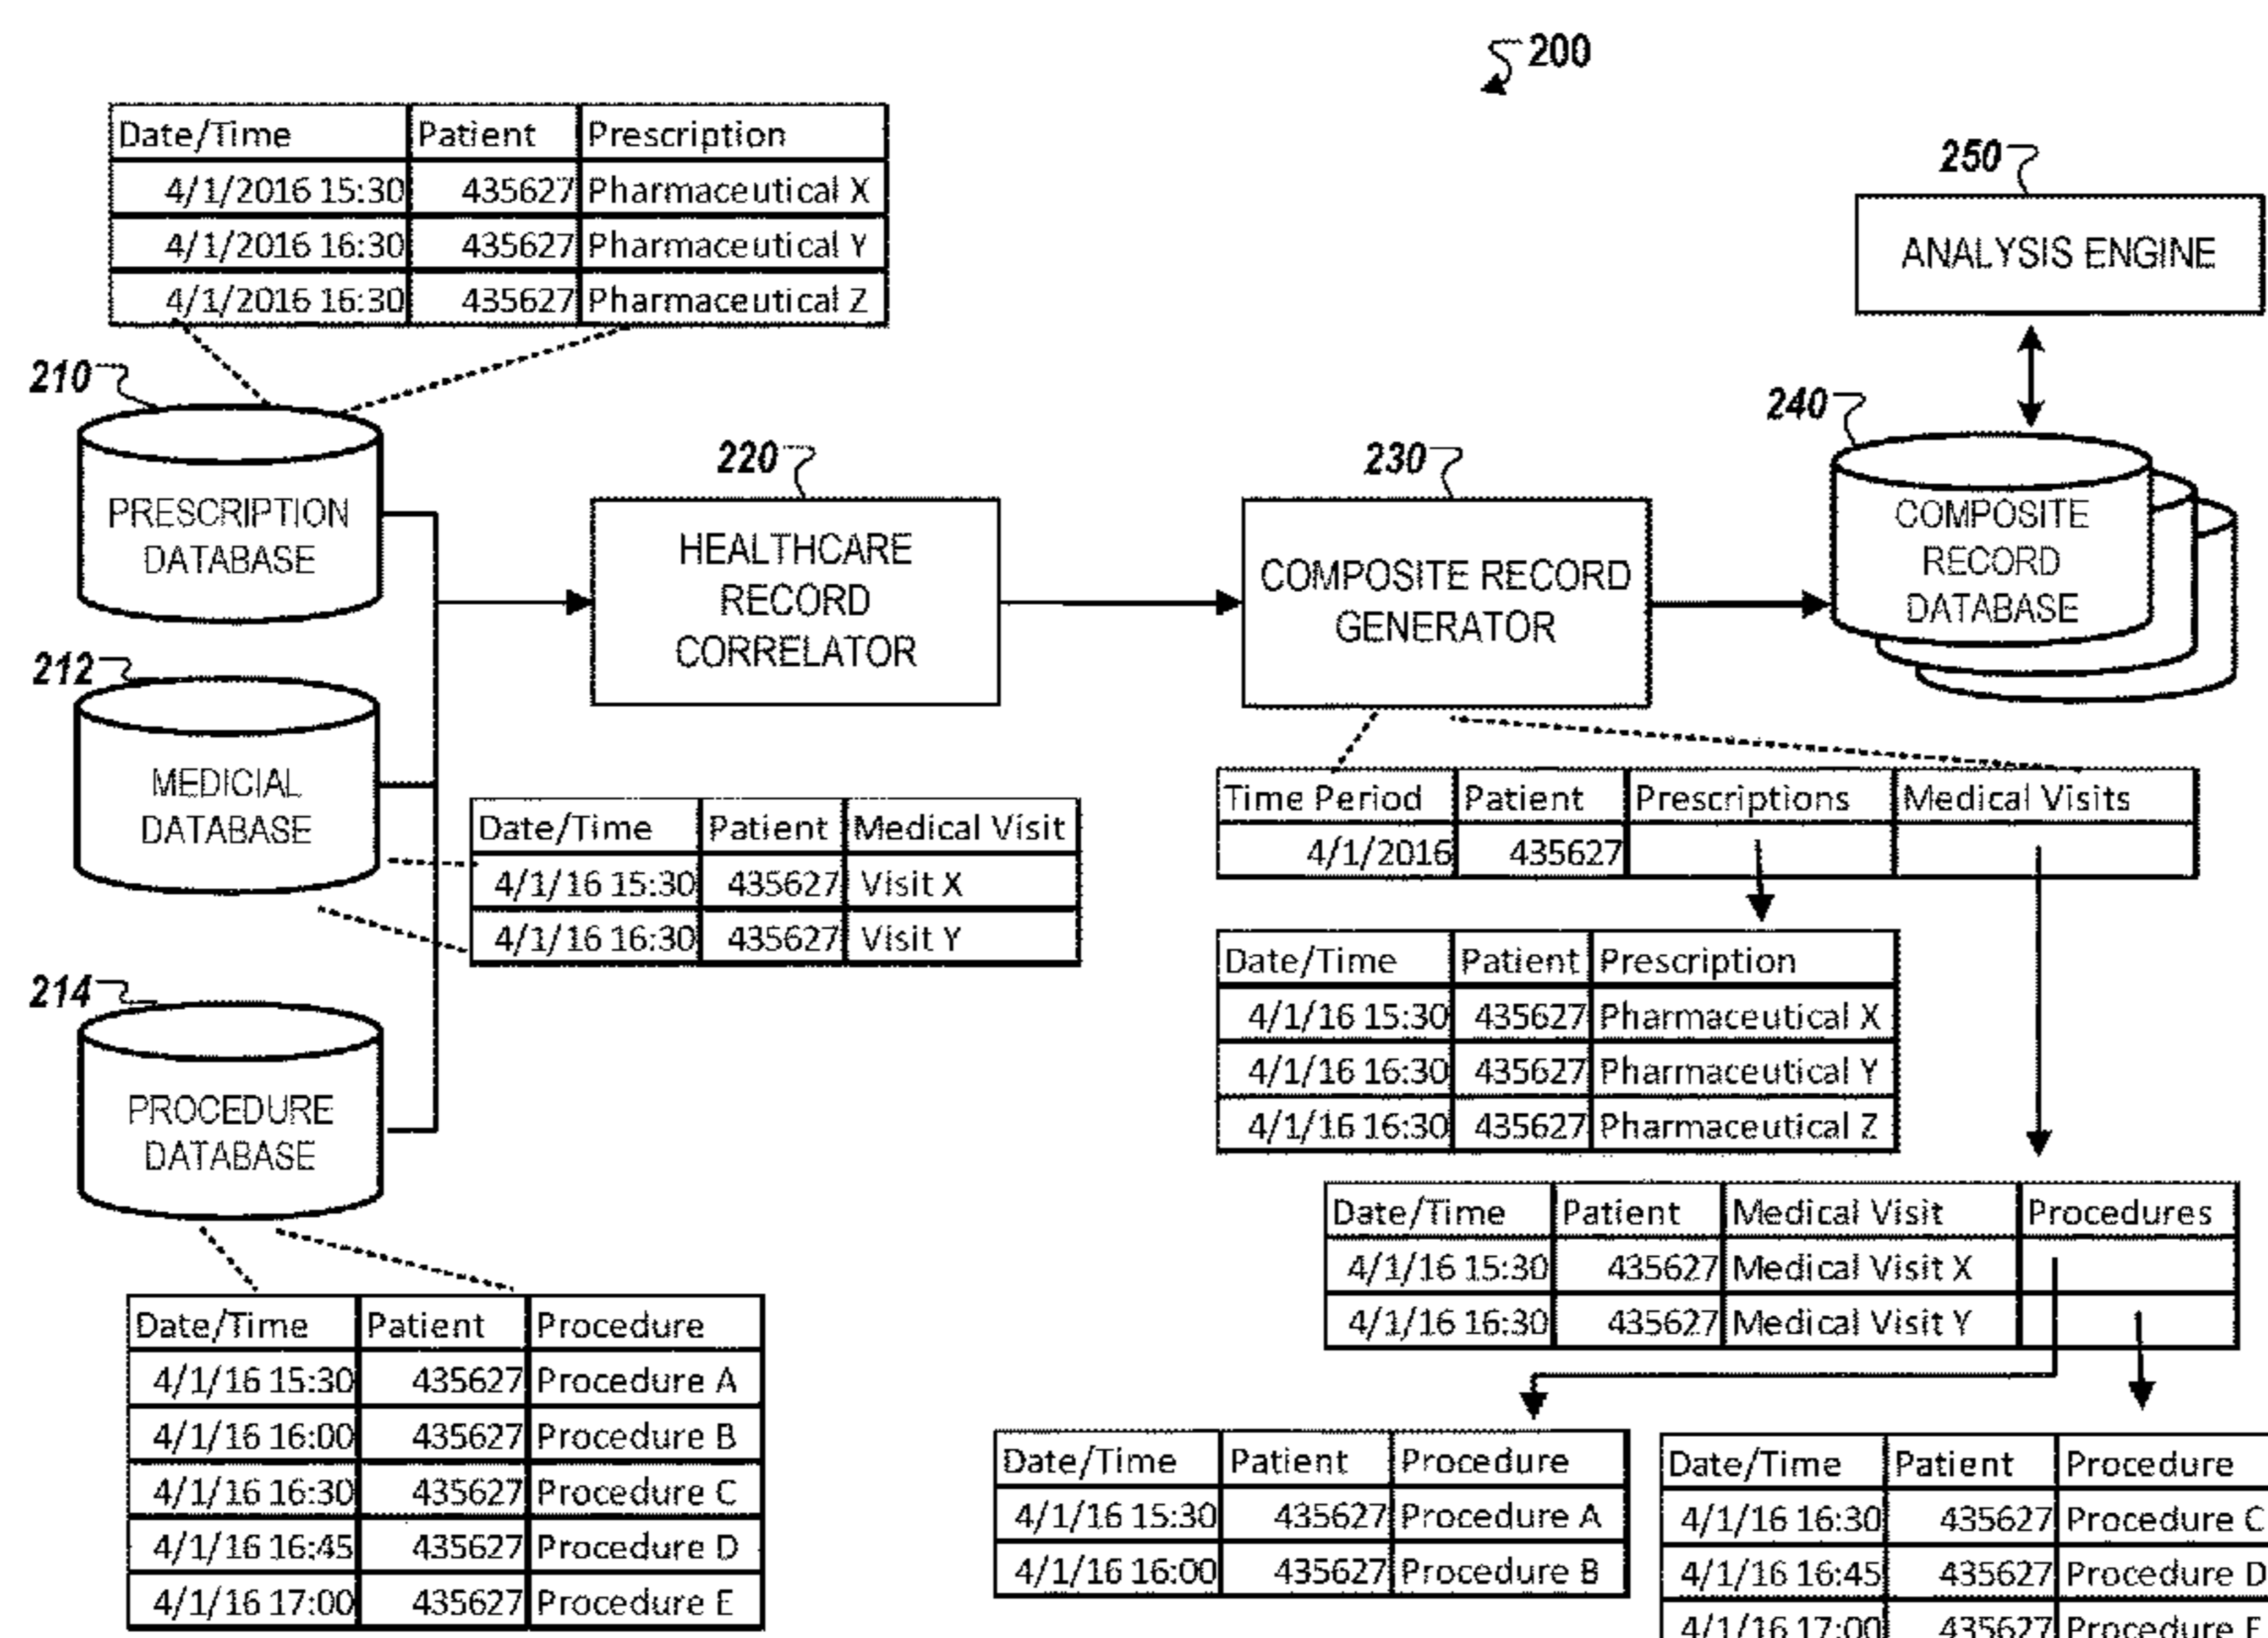 200
Date/Time Patient Prescription
4/1/2016 15:30 435627 Pharmaceutical X
4/1/2016 16:30 435627 Pharmaceutical Y
4/1/2016 16:30 435627 Pharmaceutical Z
250
ANALYSIS ENGINE
210
PRESCRIPTION
DATABASE
220
HEALTHCARE
RECORD
CORRELATOR
230
COMPOSITE RECORD
GENERATOR
240
COMPOSITE
RECORD
DATABASE
212
MEDICIAL
DATABASE
Date/Time Patient Medical Visit
4/1/16 15:30 435627 Visit X
4/1/16 16:30 435627 Visit Y
Time Period Patient Prescriptions Medical Visits
4/1/2016 435627
Date/Time Patient Prescription
4/1/16 15:30 435627 Pharmaceutical X
4/1/16 16:30 435627 Pharmaceutical Y
4/1/16 16:30 435627 Pharmaceutical Z
214
PROCEDURE
DATABASE
Date/Time Patient Medical Visit Procedures
4/1/16 15:30 435627 Medical Visit X
4/1/16 16:30 435627 Medical Visit Y
Date/Time Patient Procedure
4/1/16 15:30 435627 Procedure A
4/1/16 16:00 435627 Procedure B
4/1/16 16:30 435627 Procedure C
4/1/16 16:45 435627 Procedure D
4/1/16 17:00 435627 Procedure E
Date/Time Patient Procedure
4/1/16 15:30 435627 Procedure A
4/1/16 16:00 435627 Procedure B
Date/Time Patient Procedure
4/1/16 16:30 435627 Procedure C
4/1/16 16:45 435627 Procedure D
4/1/16 17:00 435627 Procedure E